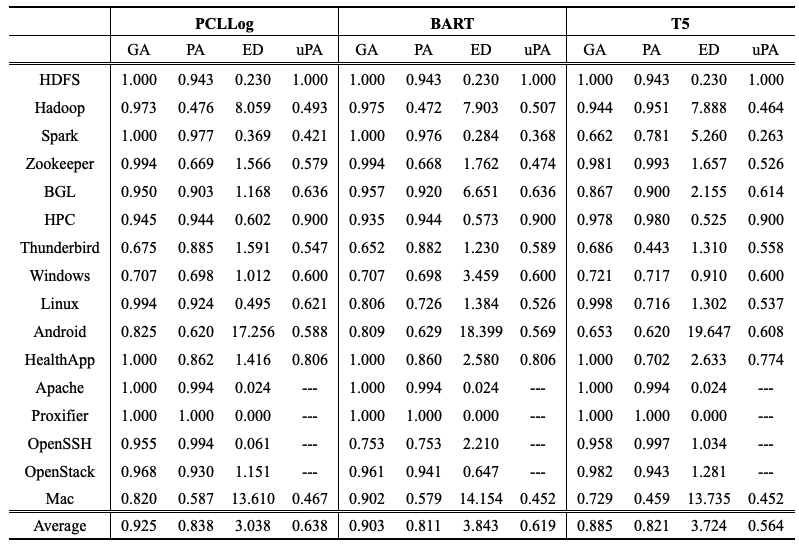 PCLLog BART T5
GA PA ED uPA GA PA ED uPA GA PA ED uPA
HDFS 1.000 0.943 0.230 1.000 1.000 0.943 0.230 1.000 1.000 0.943 0.230 1.000
Hadoop 0.973 0.476 8.059 0.493 0.975 0.472 7.903 0.507 0.944 0.951 7.888 0.464
Spark 1.000 0.977 0.369 0.421 1.000 0.976 0.284 0.368 0.662 0.781 5.260 0.263
Zookeeper 0.994 0.669 1.566 0.579 0.994 0.668 1.762 0.474 0.981 0.993 1.657 0.526
BGL 0.950 0.903 1.168 0.636 0.957 0.920 6.651 0.636 0.867 0.900 2.155 0.614
HPC 0.945 0.944 0.602 0.900 0.935 0.944 0.573 0.900 0.978 0.980 0.525 0.900
Thunderbird 0.675 0.885 1.591 0.547 0.652 0.882 1.230 0.589 0.686 0.443 1.310 0.558
Windows 0.707 0.698 1.012 0.600 0.707 0.698 3.459 0.600 0.721 0.717 0.910 0.600
Linux 0.994 0.924 0.495 0.621 0.806 0.726 1.384 0.526 0.998 0.716 1.302 0.537
Android 0.825 0.620 17.256 0.588 0.809 0.629 18.399 0.569 0.653 0.620 19.647 0.608
HealthApp 1.000 0.862 1.416 0.806 1.000 0.860 2.580 0.806 1.000 0.702 2.633 0.774
Apache 1.000 0.994 0.024 --- 1.000 0.994 0.024 --- 1.000 0.994 0.024 ---
Proxifier 1.000 1.000 0.000 --- 1.000 1.000 0.000 --- 1.000 1.000 0.000 ---
OpenSSH 0.955 0.994 0.061 --- 0.753 0.753 2.210 --- 0.958 0.997 1.034 ---
OpenStack 0.968 0.930 1.151 --- 0.961 0.941 0.647 --- 0.982 0.943 1.281 ---
Mac 0.820 0.587 13.610 0.467 0.902 0.579 14.154 0.452 0.729 0.459 13.735 0.452
Average 0.925 0.838 3.038 0.638 0.903 0.811 3.843 0.619 0.885 0.821 3.724 0.564